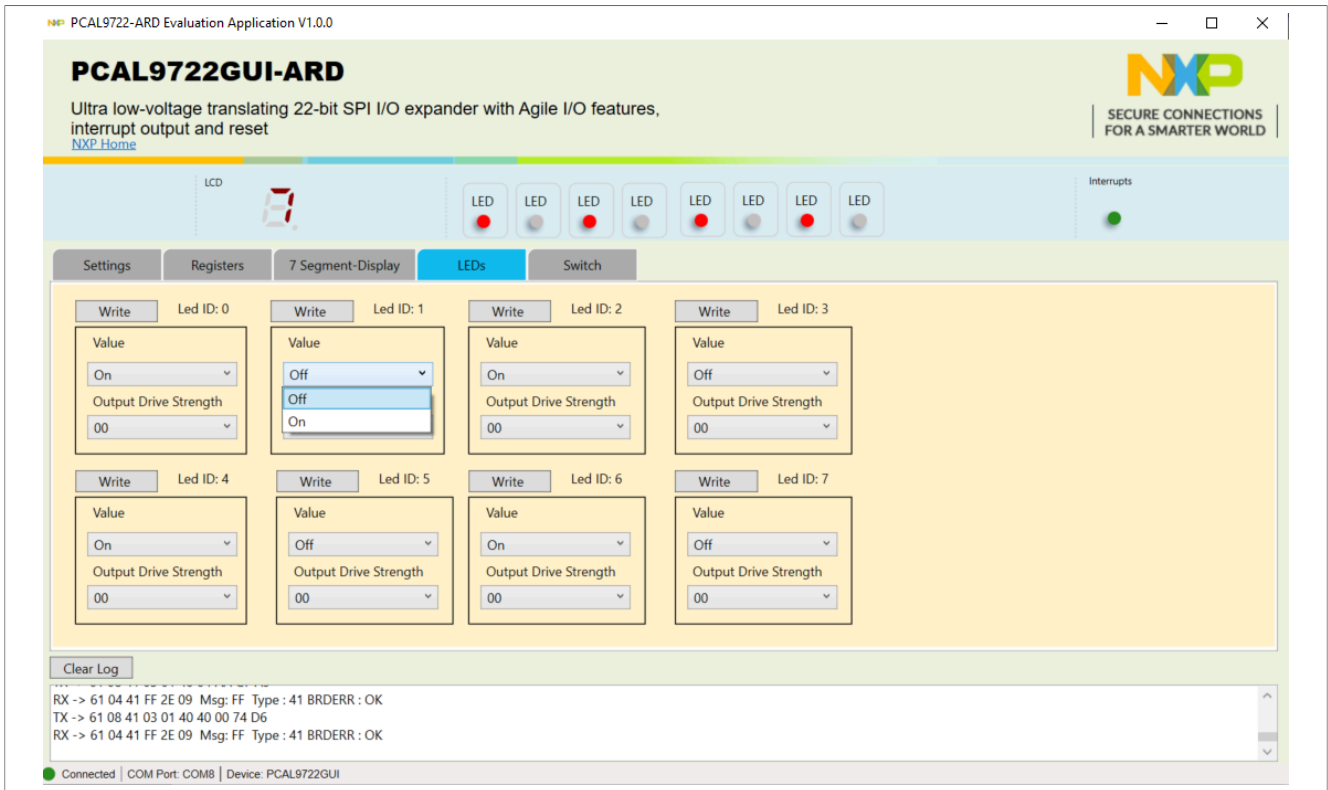 NXP PCAL9722-ARD Evaluation Application V1.0.0
PCAL9722GUI-ARD
Ultra low-voltage translating 22-bit SPI I/O expander with Agile I/O features,
interrupt output and reset
NXP Home
NXP
SECURE CONNECTIONS
FOR A SMARTER WORLD
LCD
7
LED LED LED LED LED LED LED LED
Interrupts
Settings Registers 7 Segment-Display LEDs Switch
Write Led ID: 0 Write Led ID: 1 Write Led ID: 2 Write Led ID: 3
Value Value Value Value
On Off On Off
Output Drive Strength Off Output Drive Strength Output Drive Strength
00 On 00 00
Write Led ID: 4 Write Led ID: 5 Write Led ID: 6 Write Led ID: 7
Value Value Value Value
On Off On Off
Output Drive Strength Output Drive Strength Output Drive Strength Output Drive Strength
00 00 00 00
Clear Log
RX -> 61 04 41 FF 2E 09 Msg: FF Type : 41 BRDERR : OK
TX -> 61 08 41 03 01 40 40 00 74 D6
RX -> 61 04 41 FF 2E 09 Msg: FF Type : 41 BRDERR : OK
Connected COM Port: COM8 Device: PCAL9722GUI